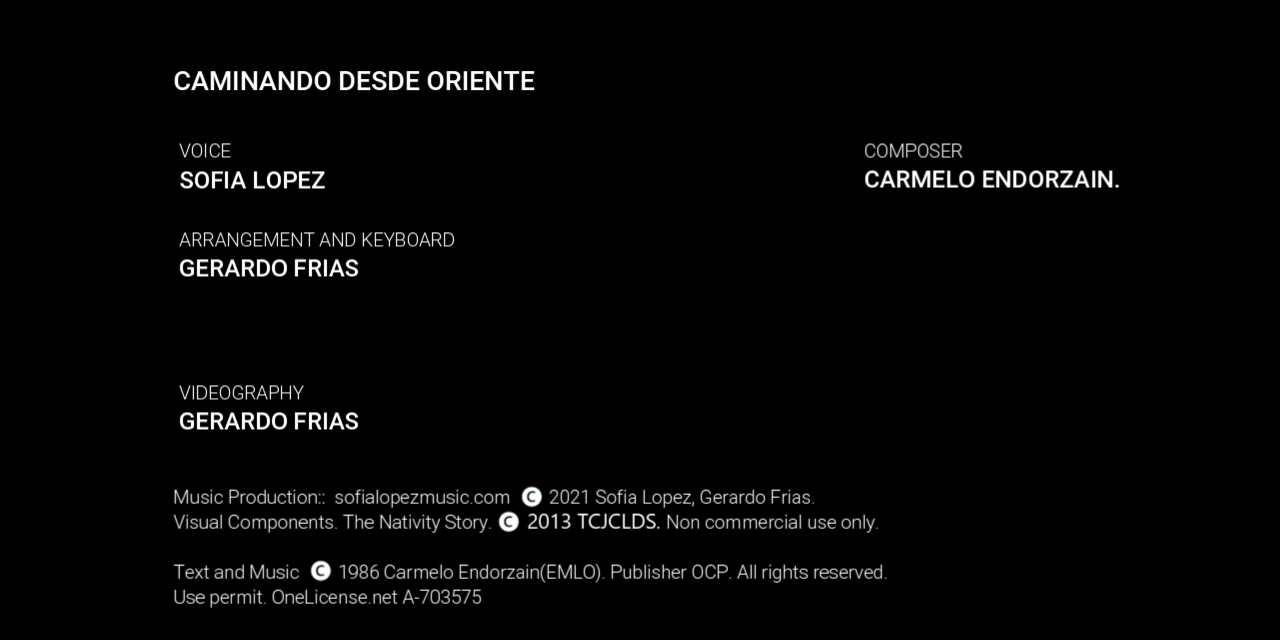 CAMINANDO DESDE ORIENTE
VOICE
SOFIA LOPEZ
COMPOSER
CARMELO ENDORZAIN.
ARRANGEMENT AND KEYBOARD
GERARDO FRIAS
VIDEOGRAPHY
GERARDO FRIAS
Music Production:: sofialopezmusic.com © 2021 Sofia Lopez, Gerardo Frias.
Visual Components. The Nativity Story. © 2013 TCJCLDS. Non commercial use only.
Text and Music © 1986 Carmelo Endorzain(EMLO). Publisher OCP. All rights reserved.
Use permit. OneLicense.net A-703575